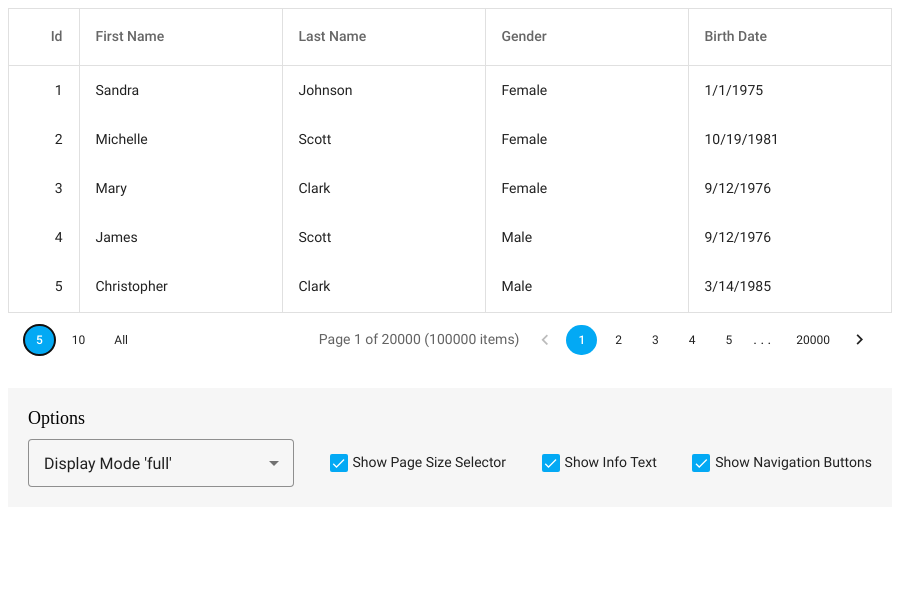 Id First Name Last Name Gender Birth Date
1 Sandra Johnson Female 1/1/1975
2 Michelle Scott Female 10/19/1981
3 Mary Clark Female 9/12/1976
4 James Scott Male 9/12/1976
5 Christopher Clark Male 3/14/1985
5 10 All Page 1 of 20000 (100000 items) 1 2 3 4 5 . . . 20000
Options
Display Mode 'full' Show Page Size Selector Show Info Text Show Navigation Buttons